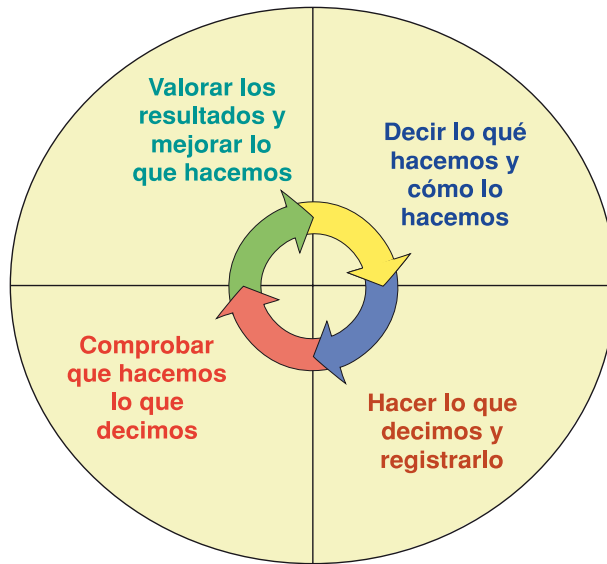 Valorar los
resultados y
mejorar lo
que hacemos
Decir lo qué
hacemos y
cómo lo
hacemos
Comprobar
que hacemos
lo que
decimos
Hacer lo que
decimos y
registrarlo